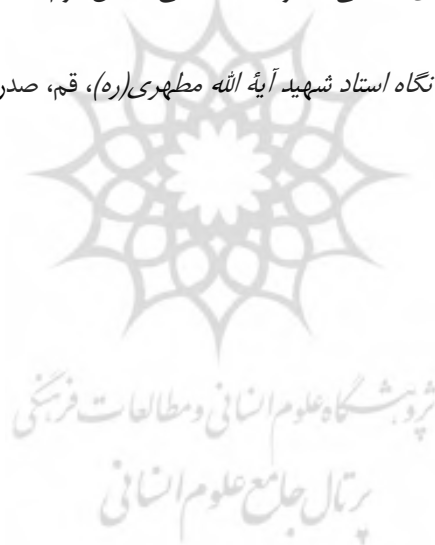 نگاه استاد شهید آیة الله مطهری(ره)، قم، صدر
پژوهشگاه علوم انسانی و مطالعات فرهنگی
پرتال جامع علوم انسانی